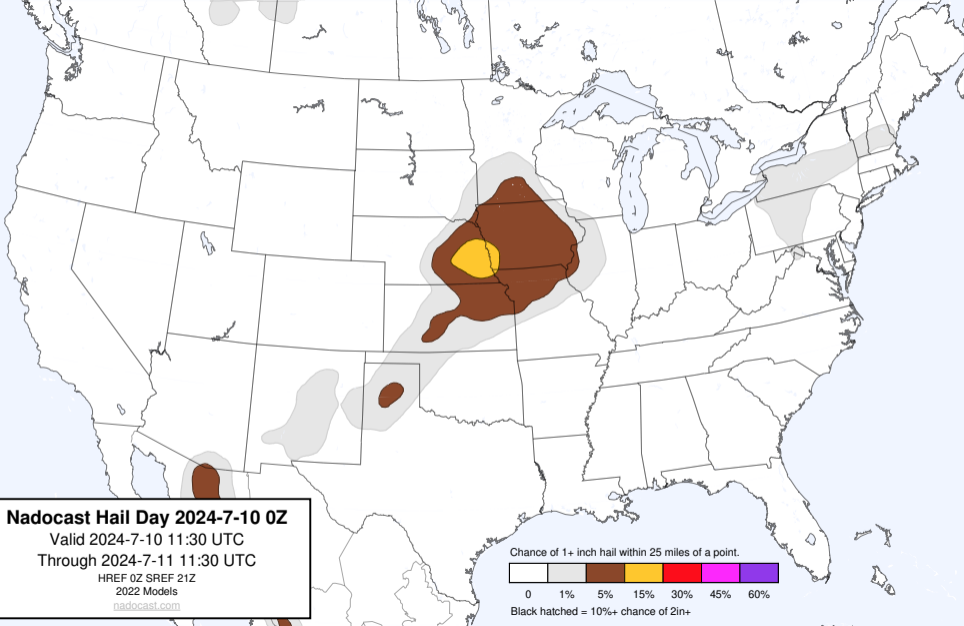 Nadocast Hail Day 2024-7-10 0Z
Valid 2024-7-10 11:30 UTC
Through 2024-7-11 11:30 UTC
HREF 0Z SREF 21Z
2022 Models
nadocast.com
Chance of 1+ inch hail within 25 miles of a point.
0 1% 5% 15% 30% 45% 60%
Black hatched = 10%+ chance of 2in+